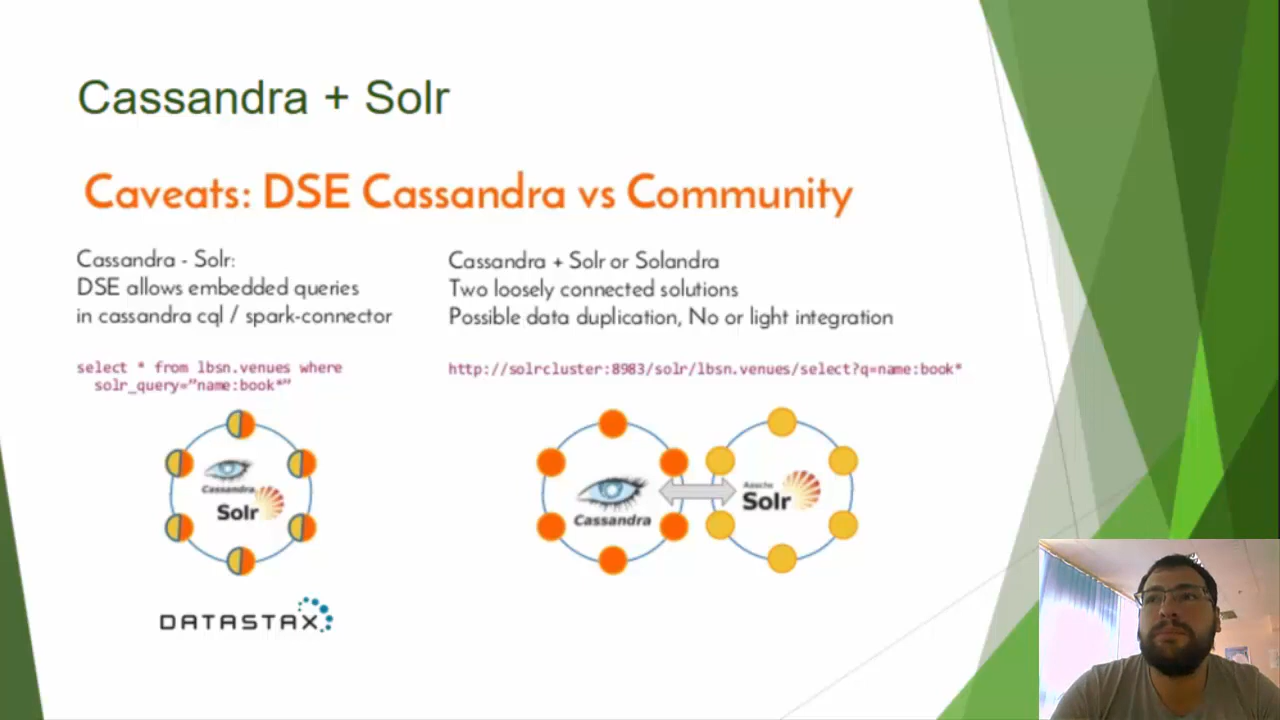 Cassandra + Solr
Caveats: DSE Cassandra vs Community
Cassandra - Solr:
DSE allows embedded queries
in cassandra cql / spark-connector
select * from lbsn.venues where
solr_query=”name:book*”
Cassandra
Solr
DATASTAX
Cassandra + Solr or Solandra
Two loosely connected solutions
Possible data duplication, No or light integration
http://solrcluster:8983/solr/lbsn.venues/select?q=name:book*
Cassandra
Apache
Solr